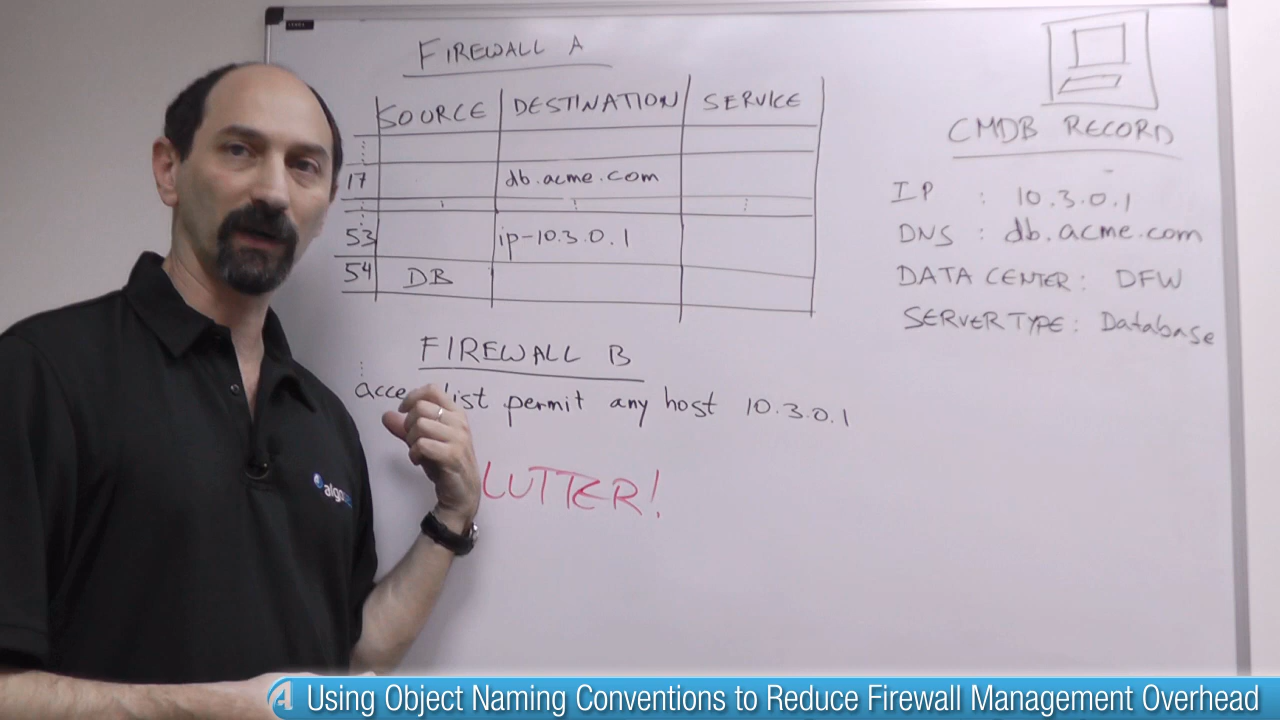 FIREWALL A
SOURCE DESTINATION SERVICE
17 db.acme.com
53 ip-10.3.0.1
54 DB
FIREWALL B
permit any host 10.3.0.1
CMDB RECORD
IP : 10.3.0.1
DNS : db.acme.com
DATA CENTER : DFW
SERVER TYPE : Database
Using Object Naming Conventions to Reduce Firewall Management Overhead